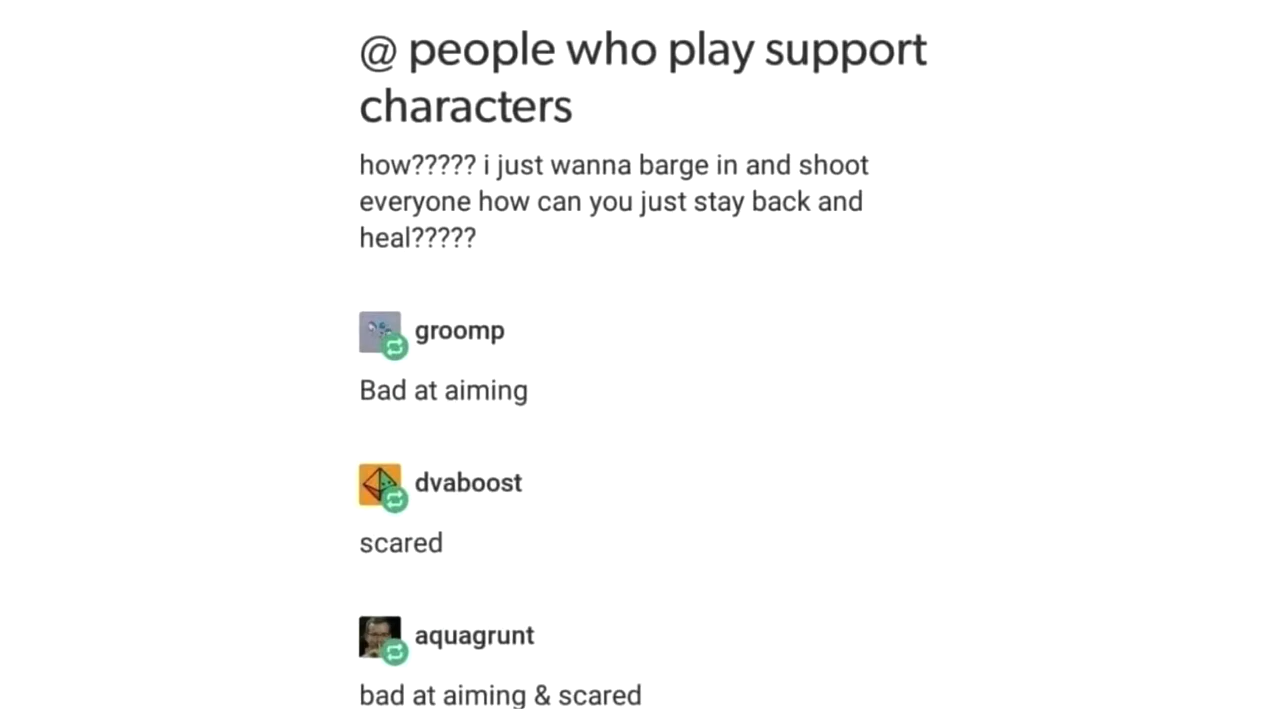 @ people who play support
characters
how????? i just wanna barge in and shoot
everyone how can you just stay back and
heal?????
groomp
Bad at aiming
dvaboost
scared
aquagrunt
bad at aiming & scared